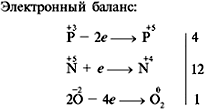 Электронный баланс:
+3 +5
P − 2e ⟶ P | 4
+5 +4
N + e ⟶ N | 12
−2 0
2O − 4e ⟶ O₂ | 1